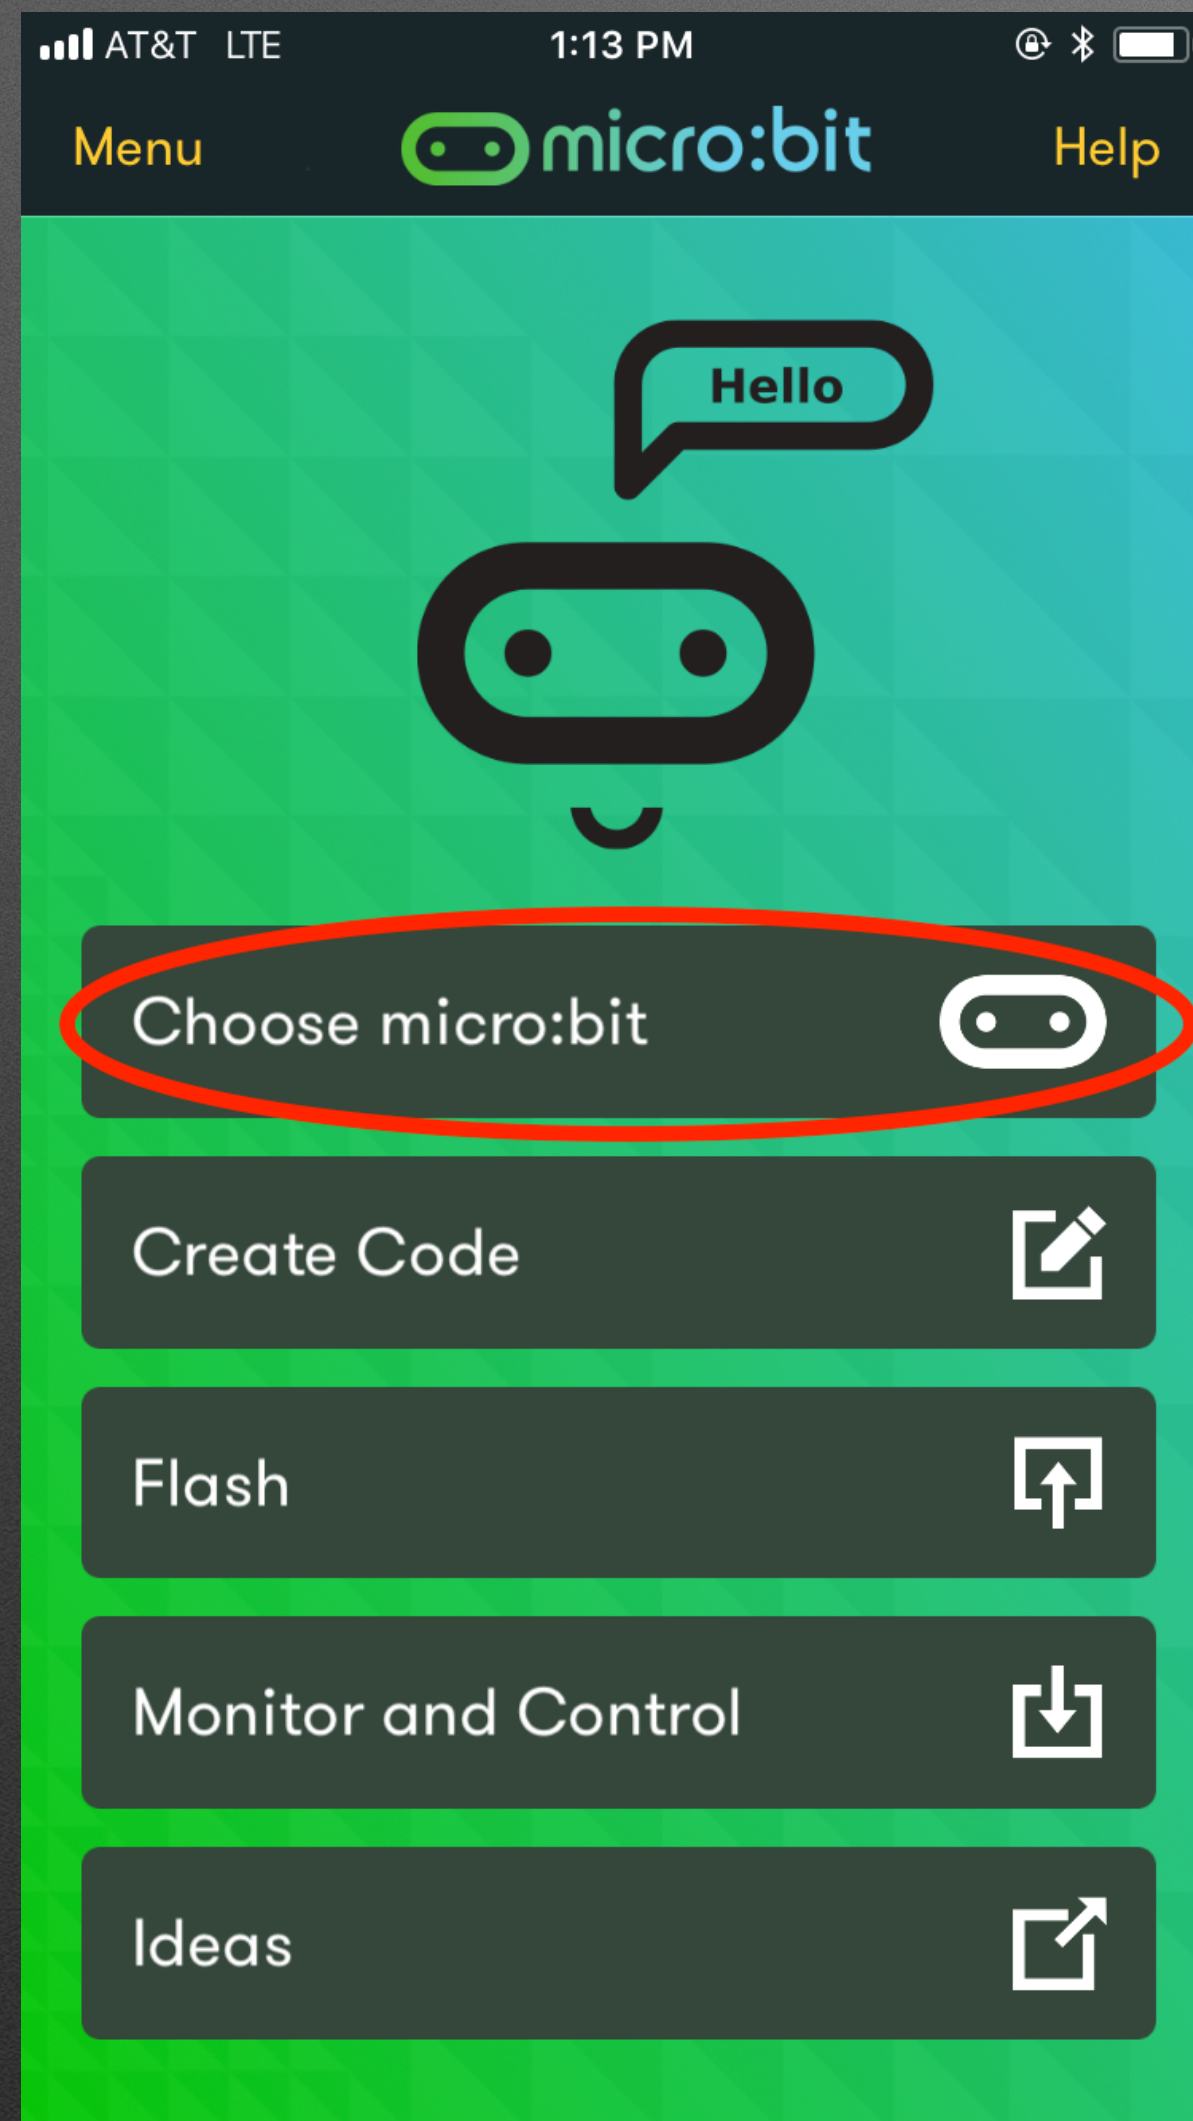 AT&T LTE 1:13 PM
Menu micro:bit Help
Hello
Choose micro:bit
Create Code
Flash
Monitor and Control
Ideas